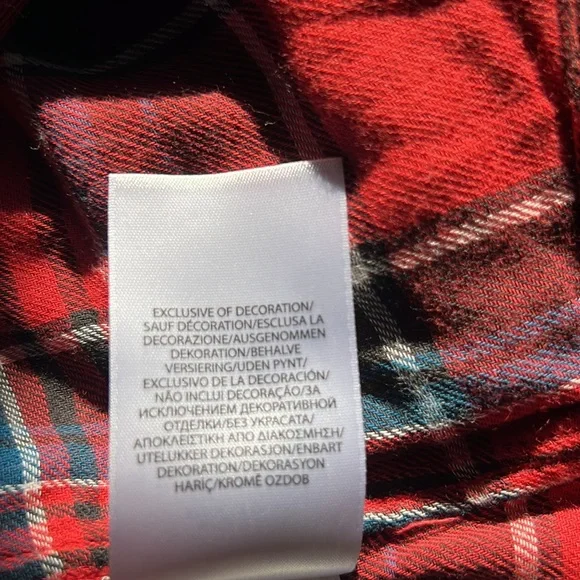 EXCLUSIVE OF DECORATION/
SAUF DÉCORATION/ESCLUSA LA
DECORAZIONE/AUSGENOMMEN
DEKORATION/BEHALVE
VERSIERING/UDEN PYNT/
EXCLUSIVO DE LA DECORACIÓN/
NÃO INCLUI DECORAÇÃO/ЗА
ИСКЛЮЧЕНИЕМ ДЕКОРАТИВНОЙ
ОТДЕЛКИ/БЕЗ УКРАСАТА/
ΑΠΟΚΛΕΙΣΤΙΚΗ ΑΠΟ ΔΙΑΚΟΣΜΗΣΗ/
UTELUKKER DEKORASJON/ENBART
DEKORATION/DEKORASYON
HARİÇ/KROMĚ OZDOB